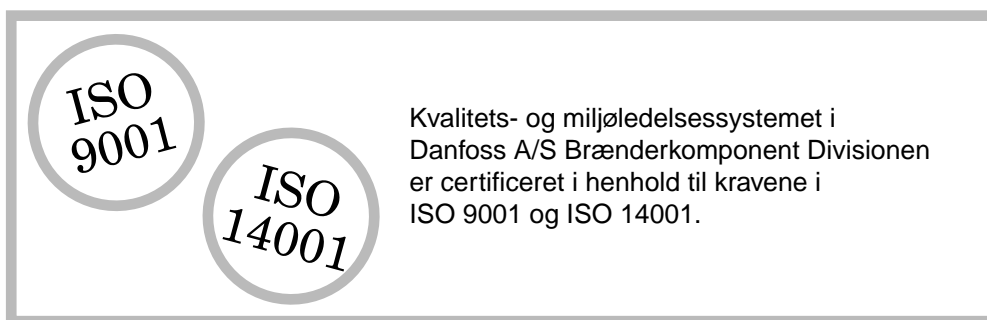 ISO
9001
ISO
14001
Kvalitets- og miljøledelsessystemet i
Danfoss A/S Brænderkomponent Divisionen
er certificeret i henhold til kravene i
ISO 9001 og ISO 14001.